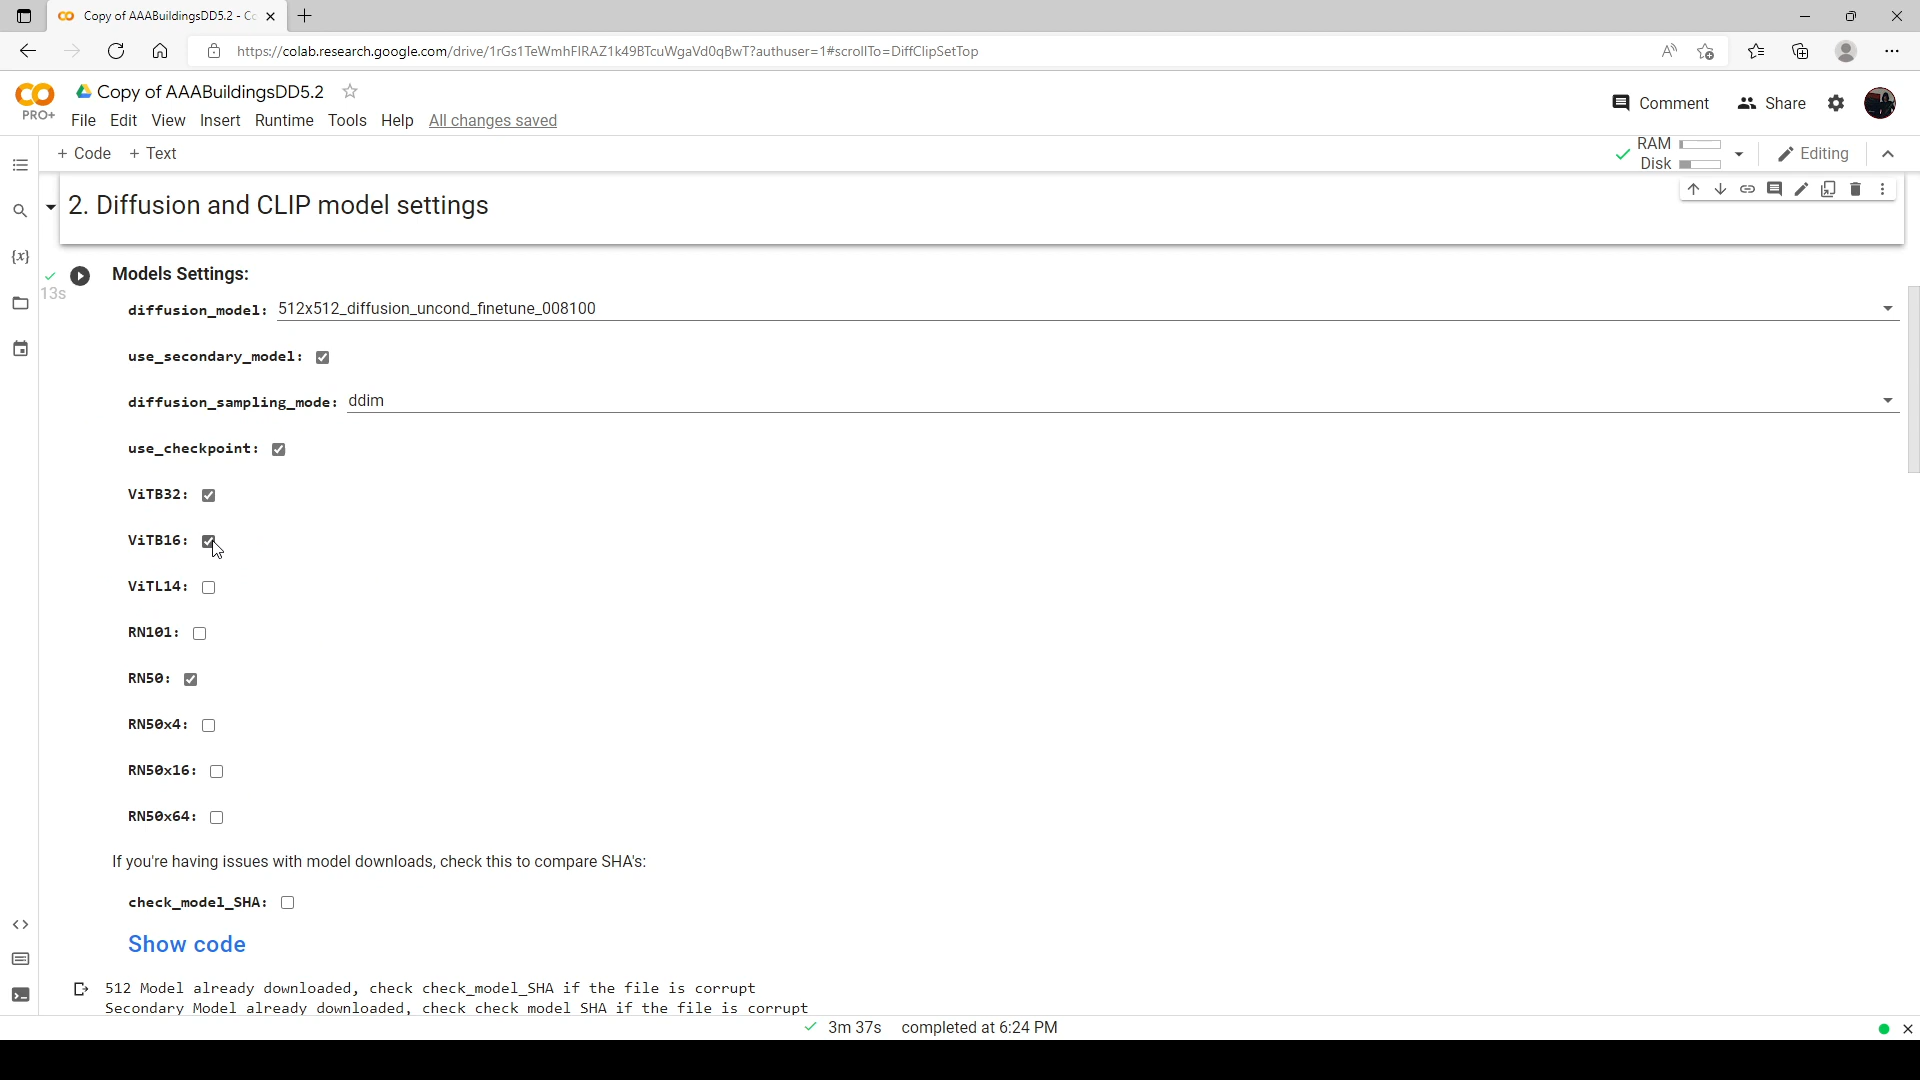 Copy of AAABuildingsDD5.2 - Co
https://colab.research.google.com/drive/1rGs1TeWmhFIRAZ1k49BTcuWgaVd0qBwT?authuser=1#scrollTo=DiffClipSetTop
Copy of AAABuildingsDD5.2
PRO+
File Edit View Insert Runtime Tools Help All changes saved
Comment Share
+ Code + Text
RAM
Disk
Editing
2. Diffusion and CLIP model settings
Models Settings:
13s
diffusion_model: 512x512_diffusion_uncond_finetune_008100
use_secondary_model:
diffusion_sampling_mode: ddim
use_checkpoint:
ViTB32:
ViTB16:
ViTL14:
RN101:
RN50:
RN50x4:
RN50x16:
RN50x64:
If you're having issues with model downloads, check this to compare SHA's:
check_model_SHA:
Show code
512 Model already downloaded, check check_model_SHA if the file is corrupt
Secondary Model already downloaded, check check_model_SHA if the file is corrupt
3m 37s completed at 6:24 PM